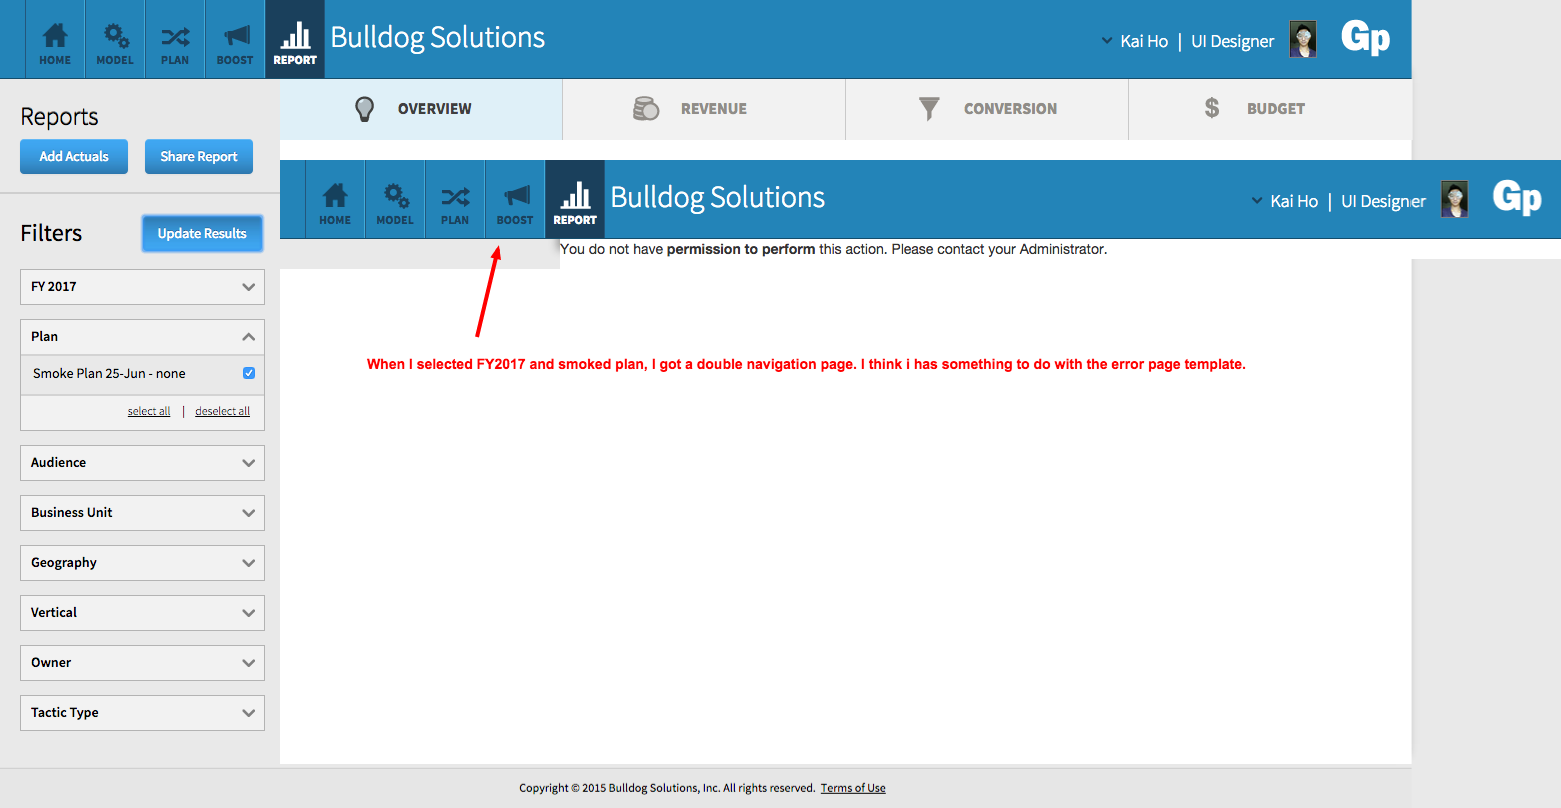 HOME
MODEL
PLAN
BOOST
REPORT
Bulldog Solutions
Kai Ho | UI Designer
Gp
Reports
Add Actuals
Share Report
OVERVIEW
REVENUE
CONVERSION
$ BUDGET
HOME
MODEL
PLAN
BOOST
REPORT
Bulldog Solutions
Kai Ho | UI Designer
Gp
You do not have permission to perform this action. Please contact your Administrator.
Filters
Update Results
FY 2017
Plan
Smoke Plan 25-Jun - none
select all | deselect all
When I selected FY2017 and smoked plan, I got a double navigation page. I think i has something to do with the error page template.
Audience
Business Unit
Geography
Vertical
Owner
Tactic Type
Copyright © 2015 Bulldog Solutions, Inc. All rights reserved. Terms of Use